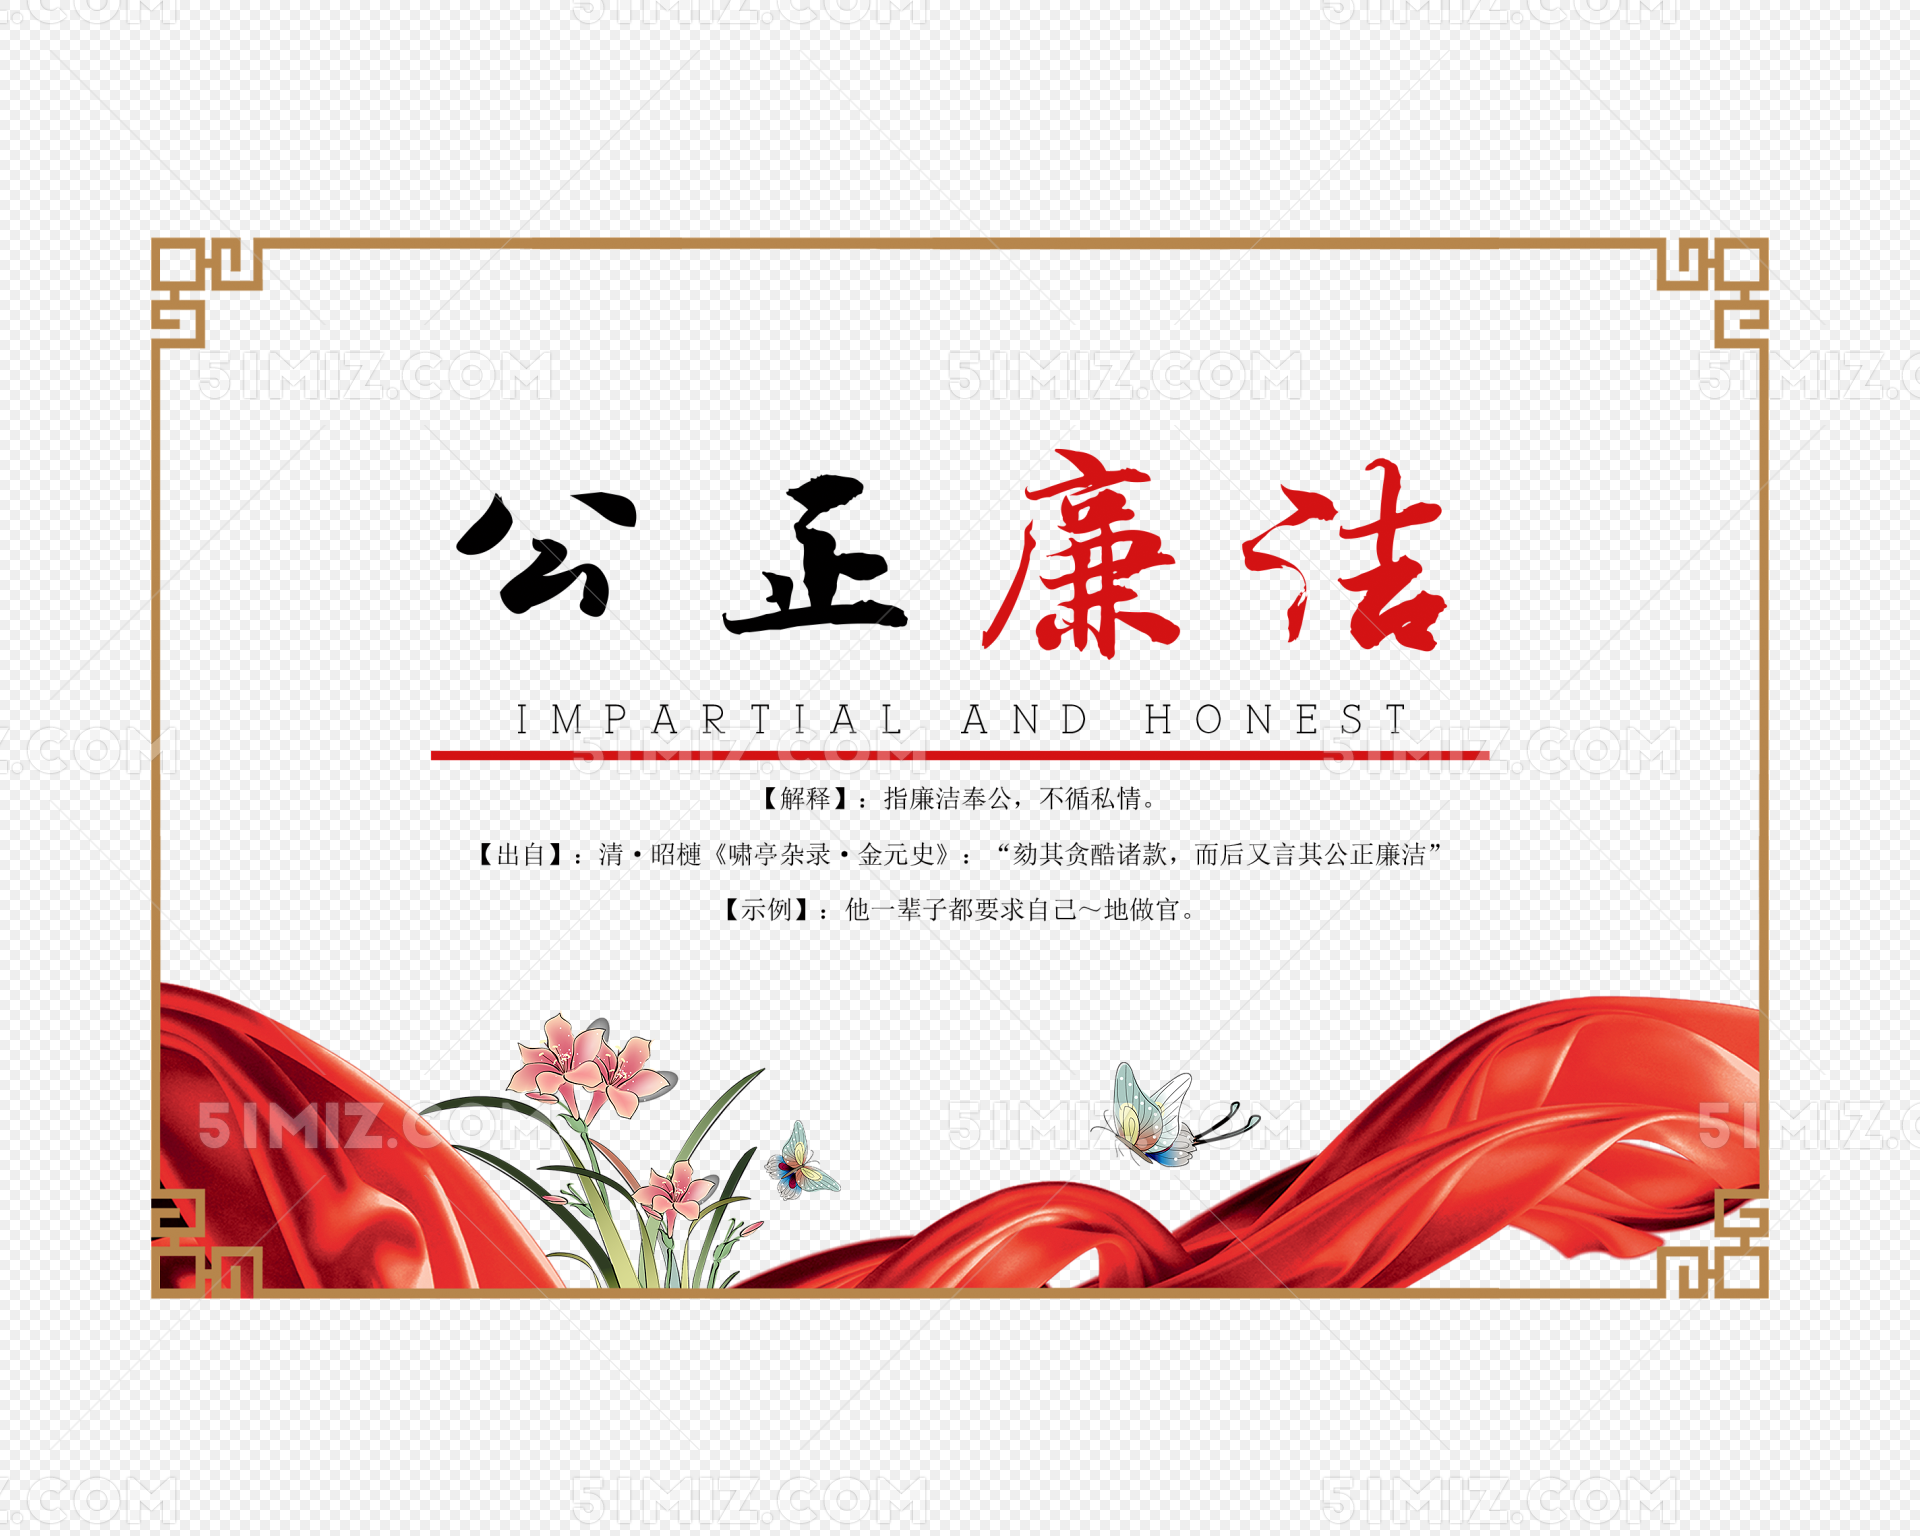 公正廉洁
IMPARTIAL AND HONEST
【解释】：指廉洁奉公，不循私情。
【出自】：清·昭梿《啸亭杂录·金元史》：“劾其贪酷诸款，而后又言其公正廉洁”
【示例】：他一辈子都要求自己～地做官。
51MIZ.COM